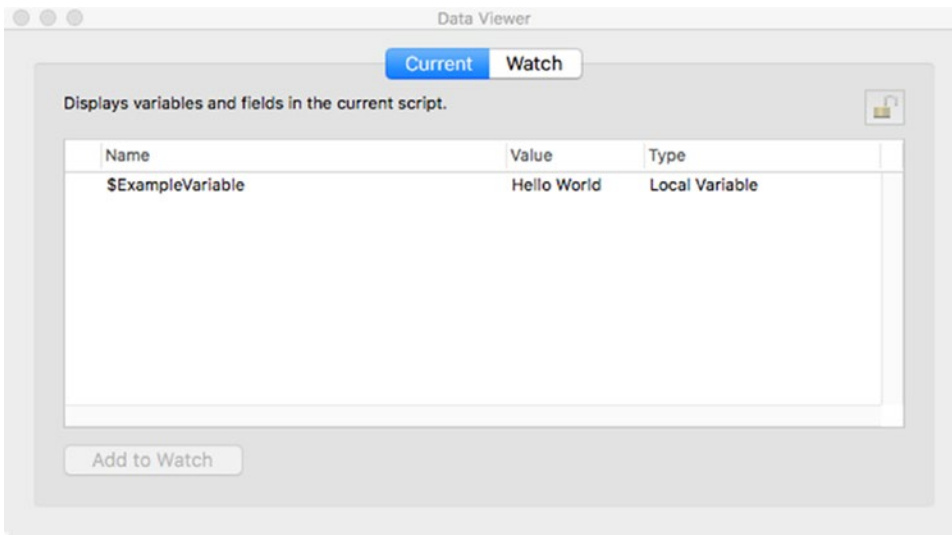 Data Viewer
Current Watch
Displays variables and fields in the current script.
Name Value Type
$ExampleVariable Hello World Local Variable
Add to Watch